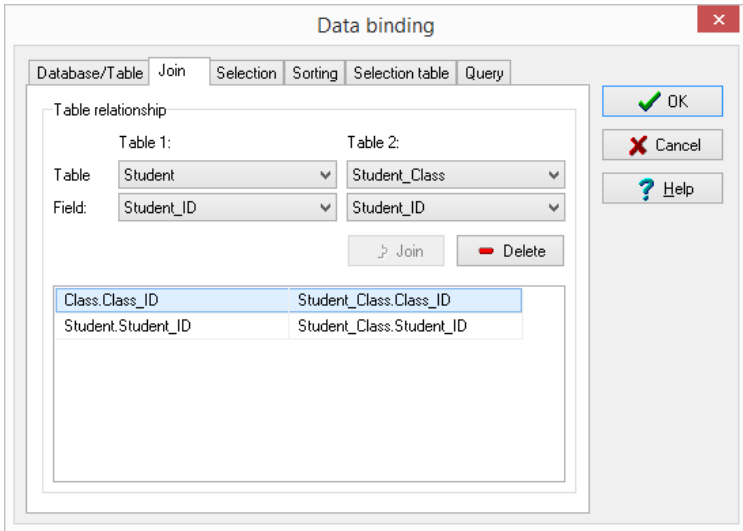 Data binding
Database/Table Join Selection Sorting Selection table Query
OK
Cancel
Help
Table relationship
Table 1: Table 2:
Table Student Student_Class
Field: Student_ID Student_ID
Join Delete
Class.Class_ID Student_Class.Class_ID
Student.Student_ID Student_Class.Student_ID